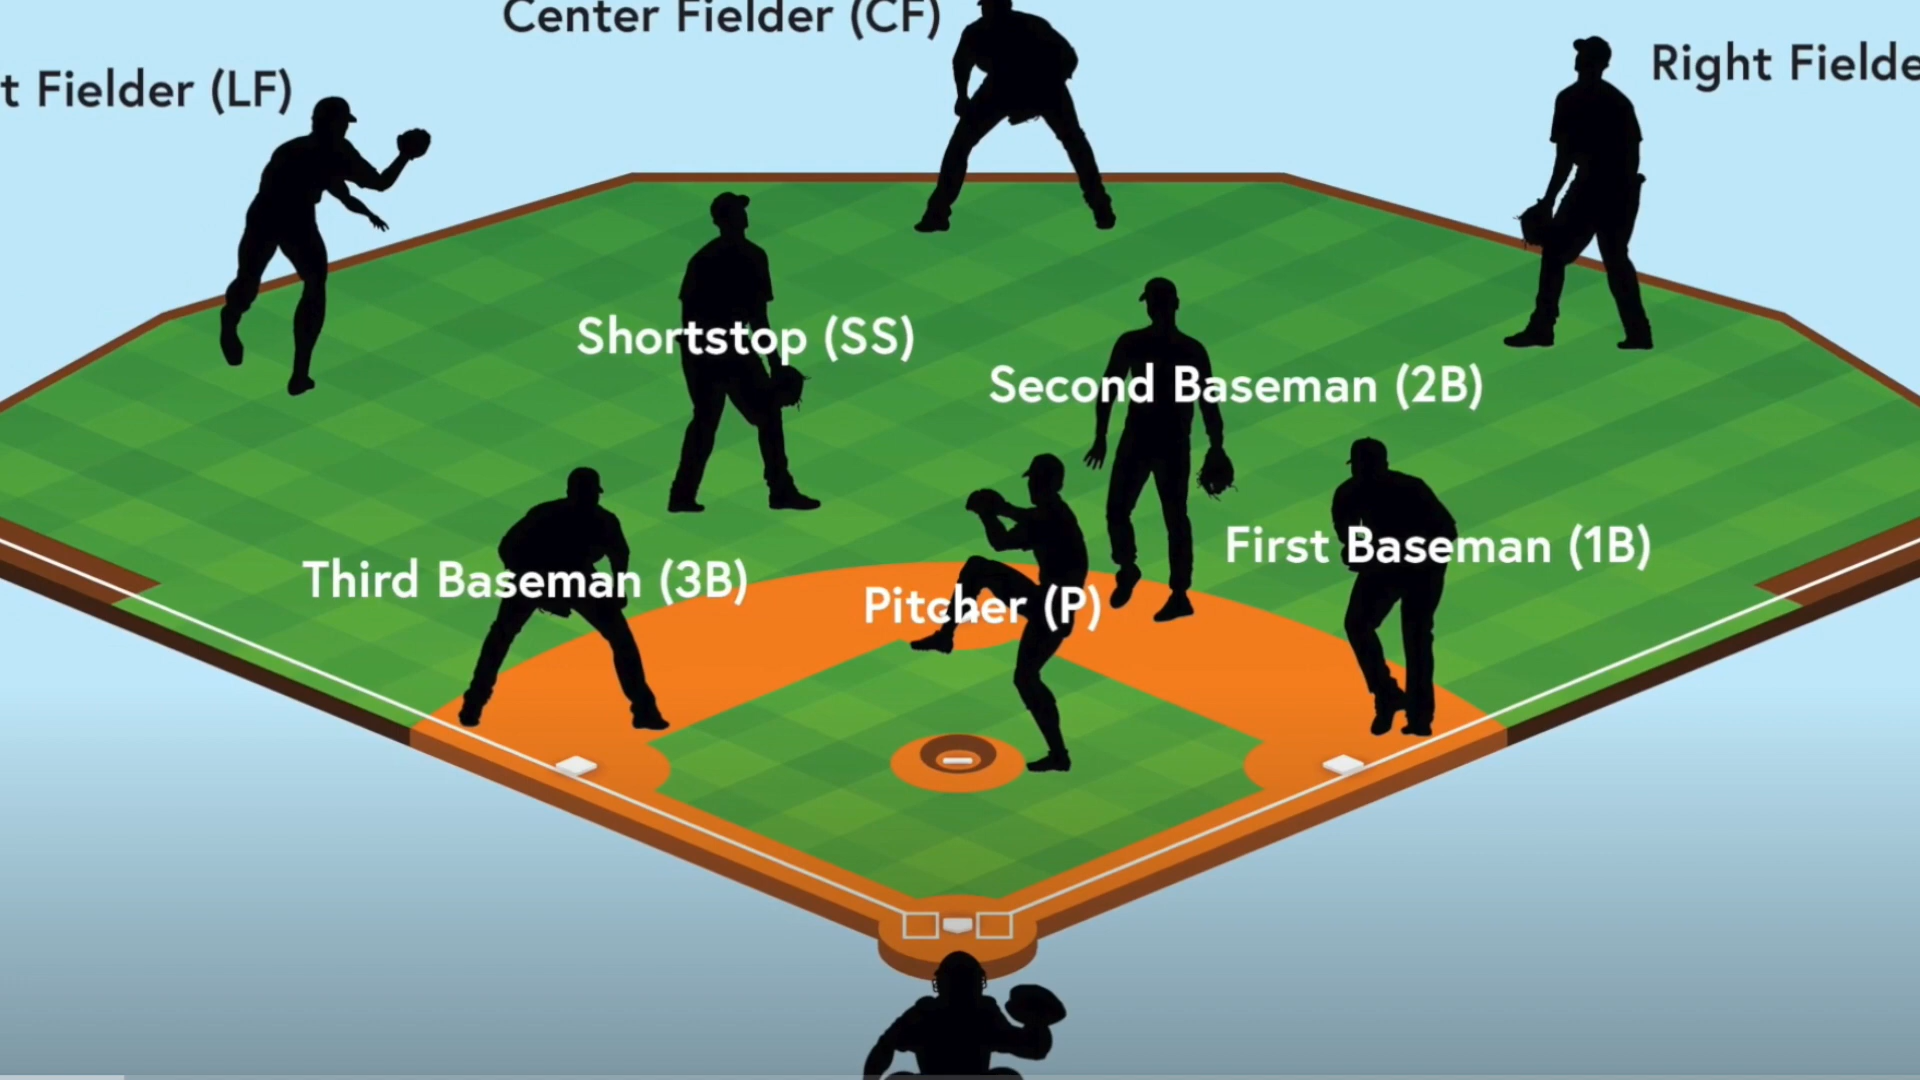 Center Fielder (CF)
Right Fielde
t Fielder (LF)
Shortstop (SS)
Second Baseman (2B)
First Baseman (1B)
Third Baseman (3B)
Pitcher (P)